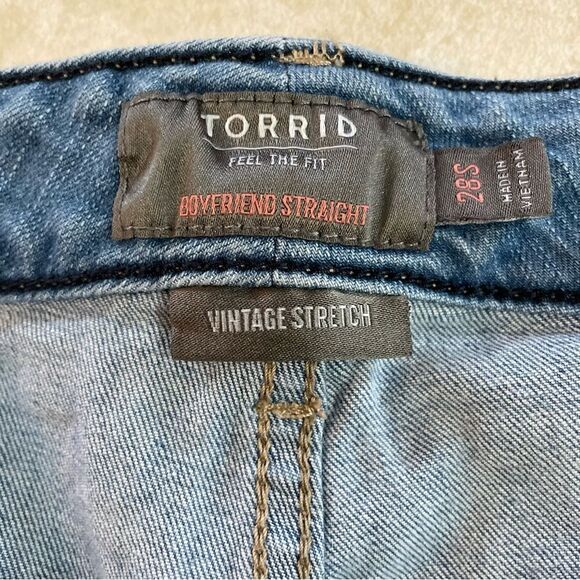 TORRID
FEEL THE FIT
BOYFRIEND STRAIGHT
28S
MADE IN
VIETNAM
VINTAGE STRETCH